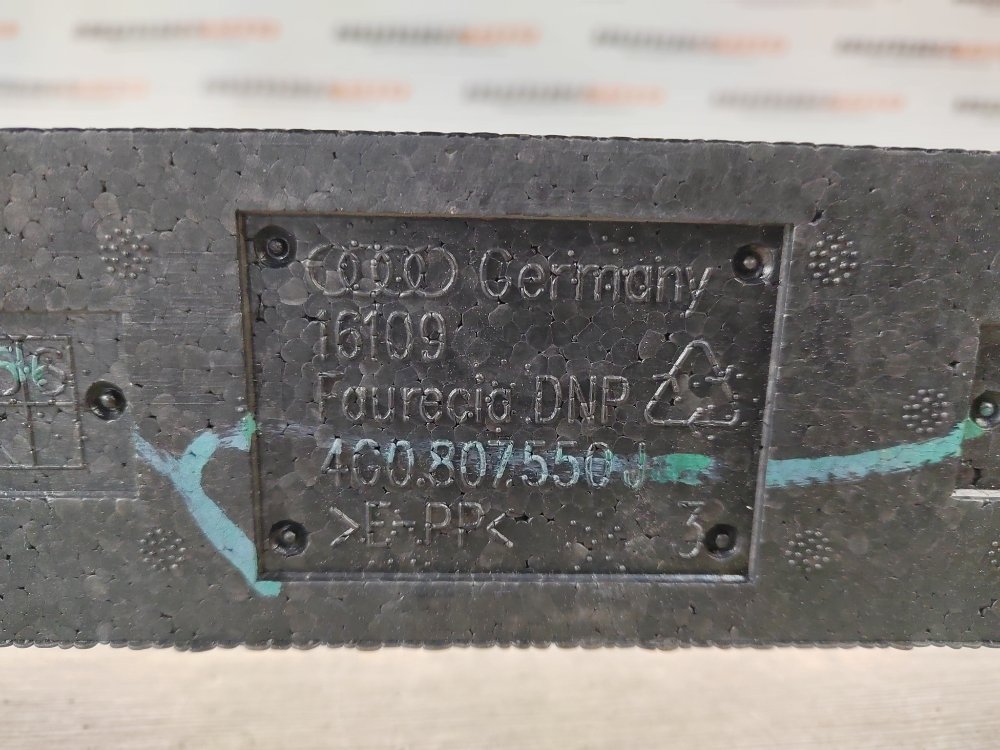 Germany
16109
Faurecia DNP
4G0.807.550 J
>E-PP<
3